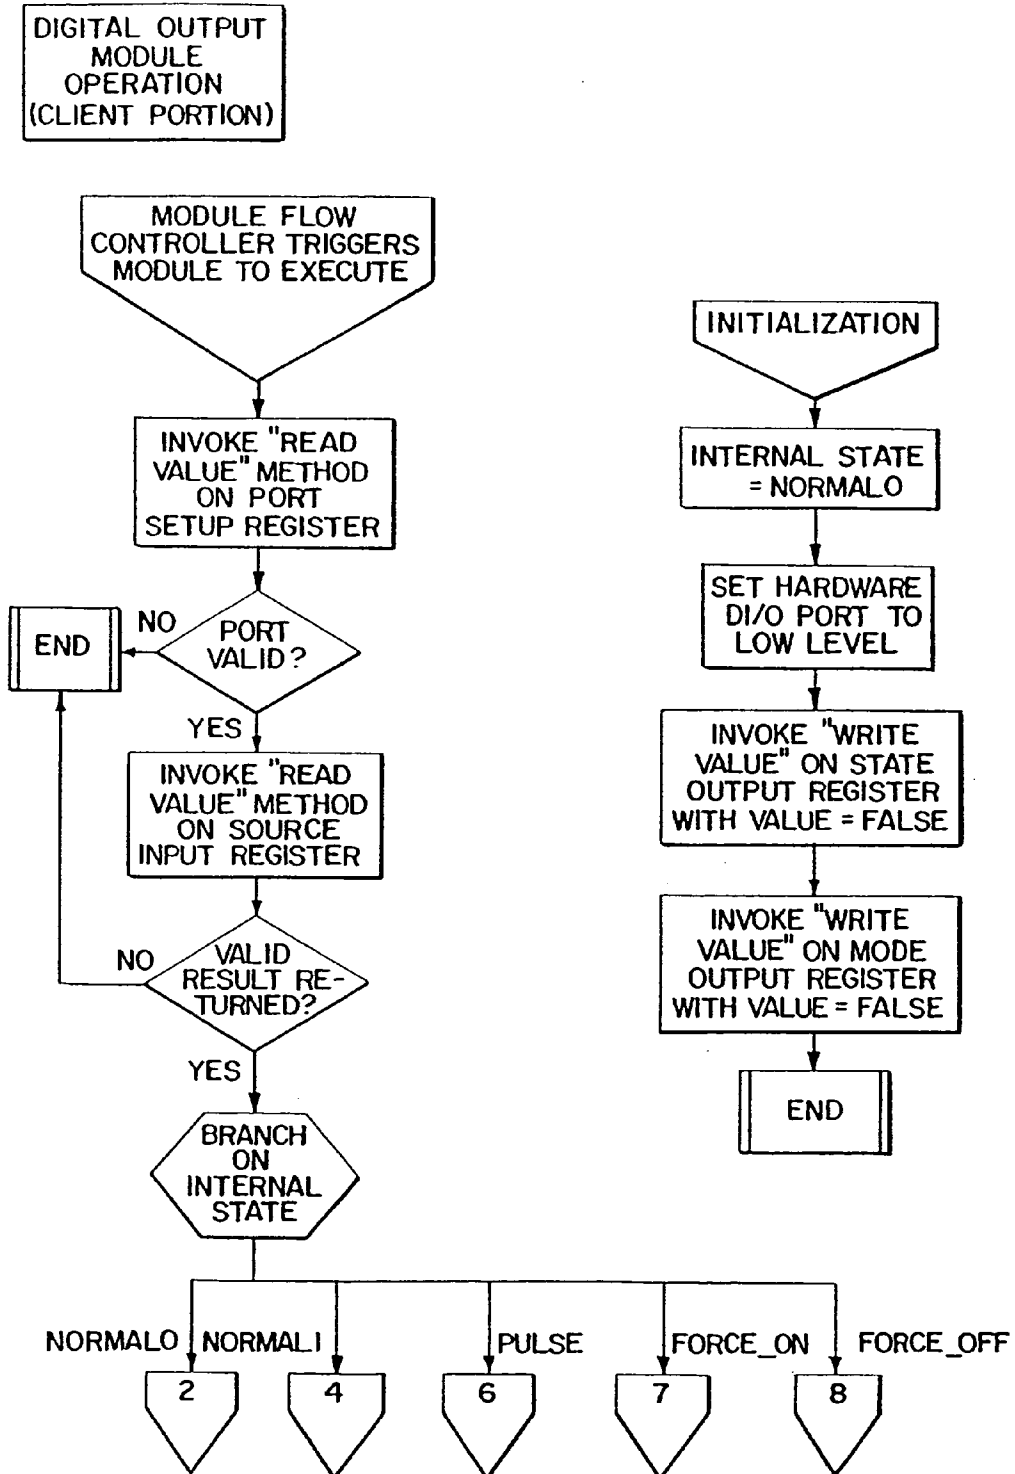 DIGITAL OUTPUT
MODULE
OPERATION
(CLIENT PORTION)
MODULE FLOW
CONTROLLER TRIGGERS
MODULE TO EXECUTE
INVOKE "READ
VALUE" METHOD
ON PORT
SETUP REGISTER
PORT
VALID?
NO
END
YES
INVOKE "READ
VALUE" METHOD
ON SOURCE
INPUT REGISTER
VALID
RESULT RE-
TURNED?
NO
YES
BRANCH
ON
INTERNAL
STATE
NORMALO
NORMALI
PULSE
FORCE_ON
FORCE_OFF
2
4
6
7
8
INITIALIZATION
INTERNAL STATE
= NORMALO
SET HARDWARE
DI/O PORT TO
LOW LEVEL
INVOKE "WRITE
VALUE" ON STATE
OUTPUT REGISTER
WITH VALUE = FALSE
INVOKE "WRITE
VALUE" ON MODE
OUTPUT REGISTER
WITH VALUE = FALSE
END